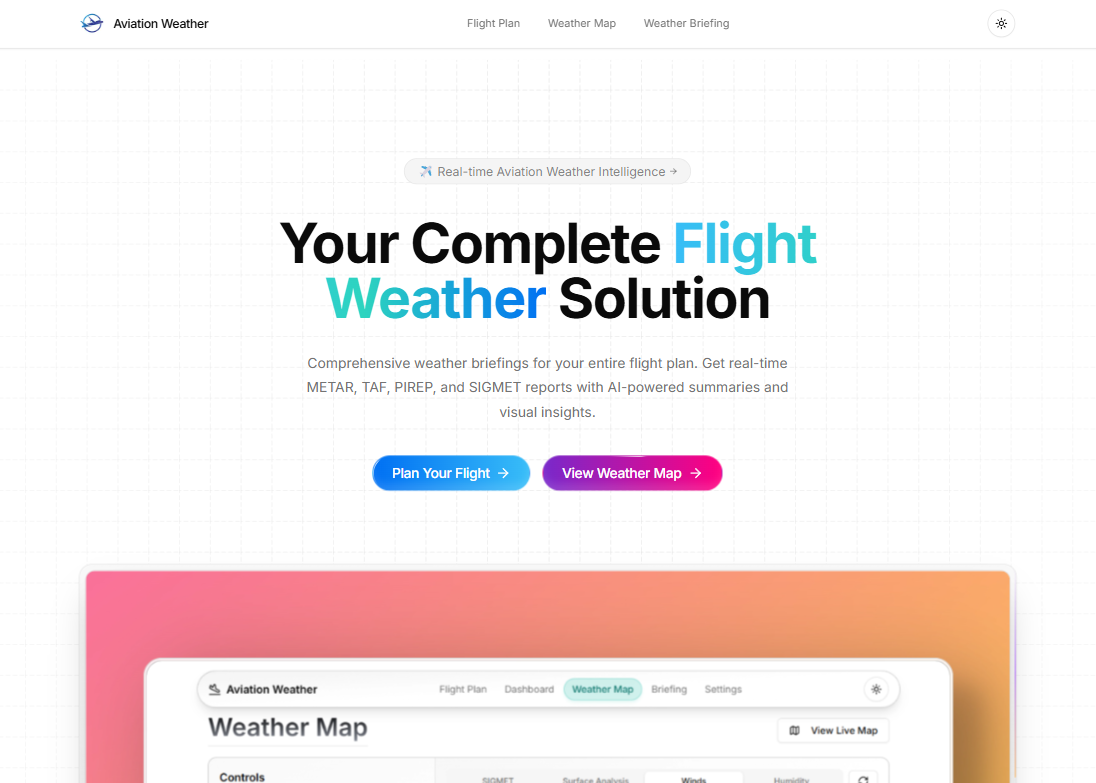 Aviation Weather
Flight Plan
Weather Map
Weather Briefing
✈️ Real-time Aviation Weather Intelligence →
Your Complete Flight
Weather Solution
Comprehensive weather briefings for your entire flight plan. Get real-time
METAR, TAF, PIREP, and SIGMET reports with AI-powered summaries and
visual insights.
Plan Your Flight →
View Weather Map →
Aviation Weather
Flight Plan
Dashboard
Weather Map
Briefing
Settings
Weather Map
View Live Map
Controls
SIGMET
Surface Analysis
Winds
Humidity